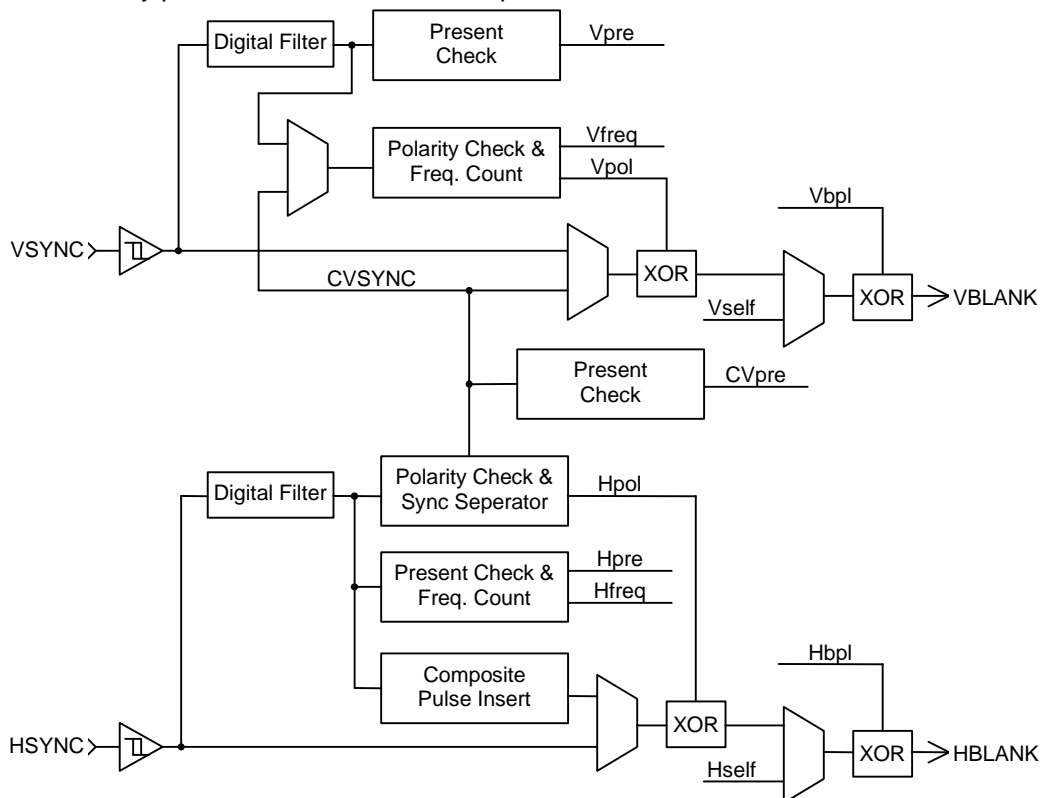 Digital Filter
Present
Check
Vpre
Polarity Check &
Freq. Count
Vfreq
Vpol
Vbpl
VSYNC
CVSYNC
XOR
Vself
XOR
VBLANK
Present
Check
CVpre
Digital Filter
Polarity Check &
Sync Seperator
Hpol
Present Check &
Freq. Count
Hpre
Hfreq
Composite
Pulse Insert
Hbpl
HSYNC
XOR
Hself
XOR
HBLANK